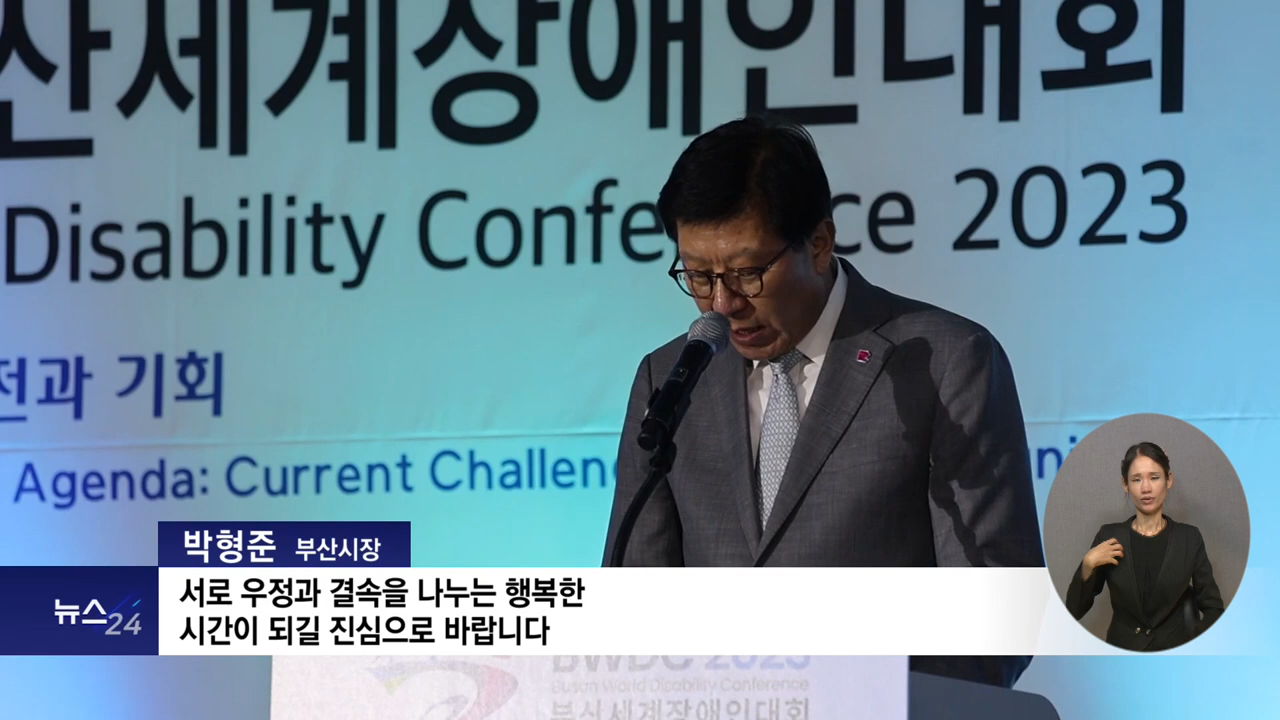 산세계장애인대회
Disability Conference 2023
전과 기회
Agenda: Current Challen
박형준 부산시장
뉴스24
서로 우정과 결속을 나누는 행복한
시간이 되길 진심으로 바랍니다
BWDC 2023
Busan World Disability Conference
부산세계장애인대회